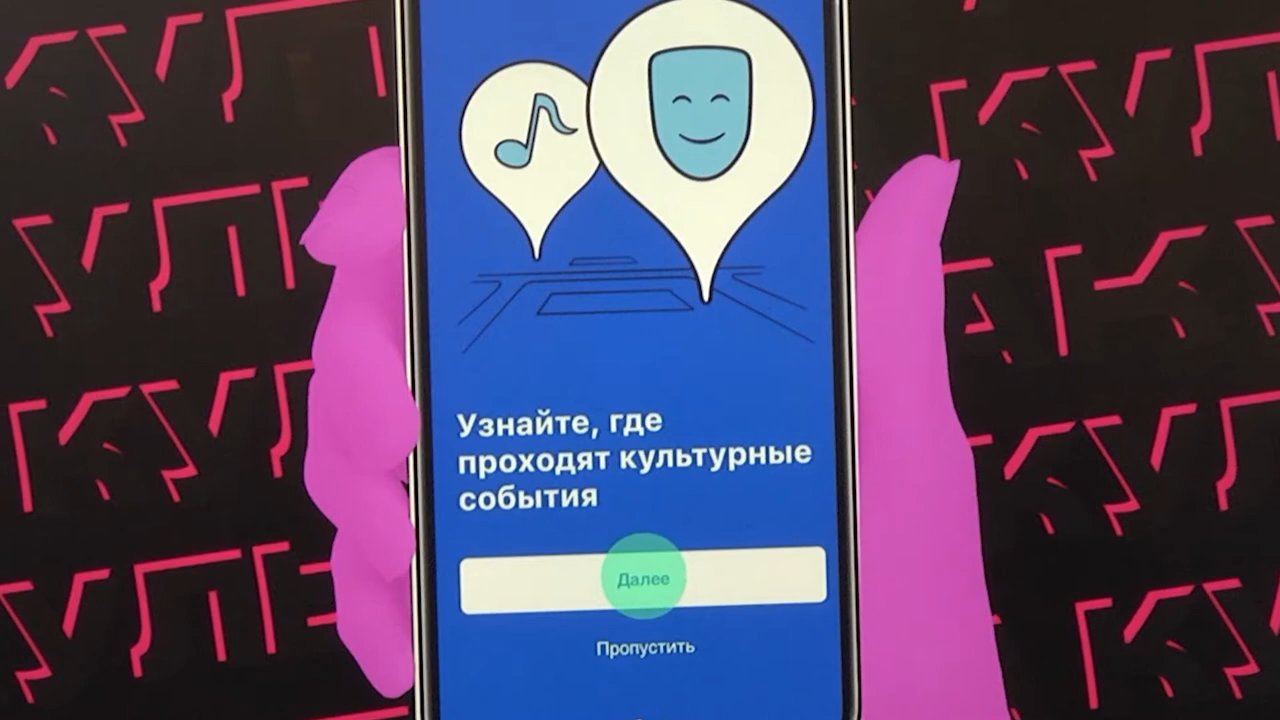 Узнайте, где
проходят культурные
события
Далее
Пропустить